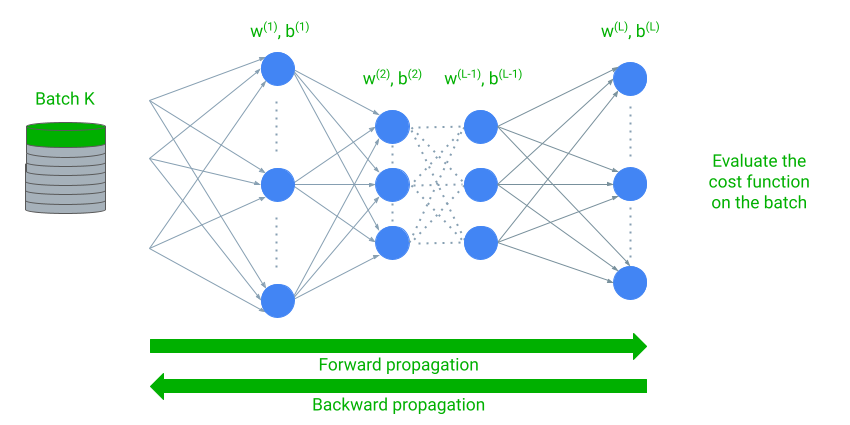 w(1), b(1)
w(L), b(L)
w(2), b(2)
w(L-1), b(L-1)
Batch K
Evaluate the
cost function
on the batch
Forward propagation
Backward propagation